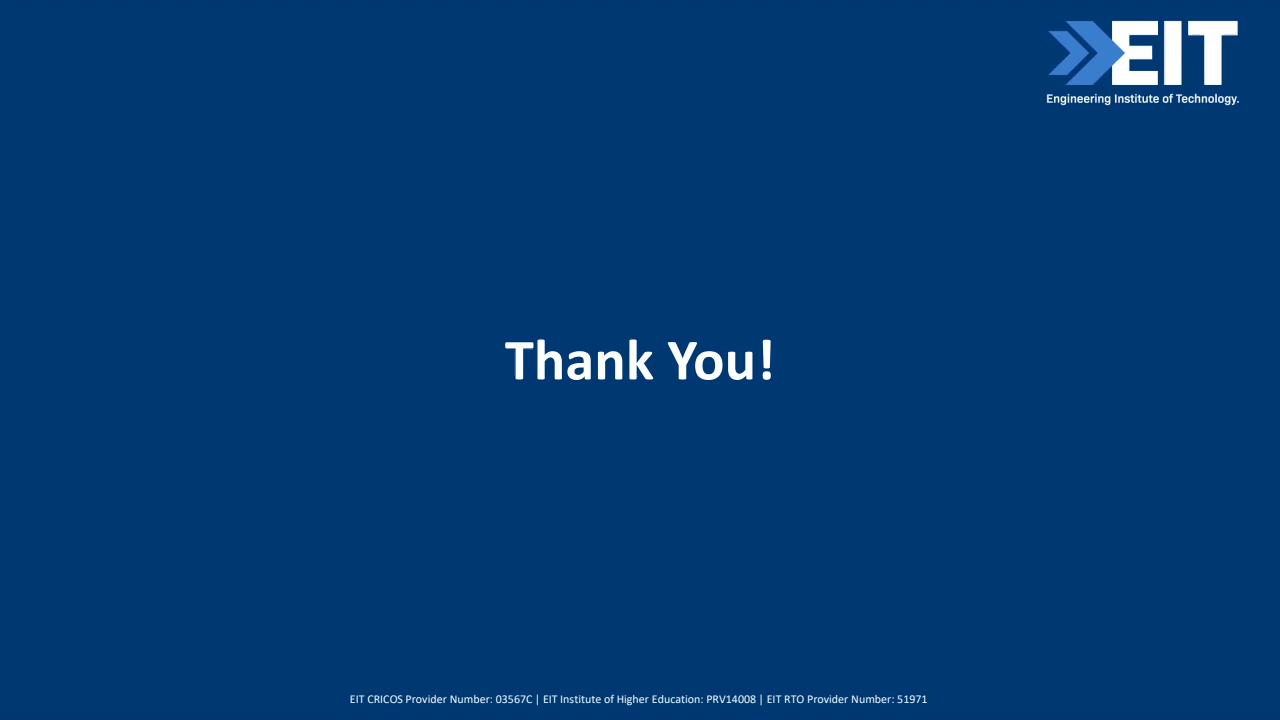 EIT
Engineering Institute of Technology.
Thank You!
EIT CRICOS Provider Number: 03567C | EIT Institute of Higher Education: PRV14008 | EIT RTO Provider Number: 51971